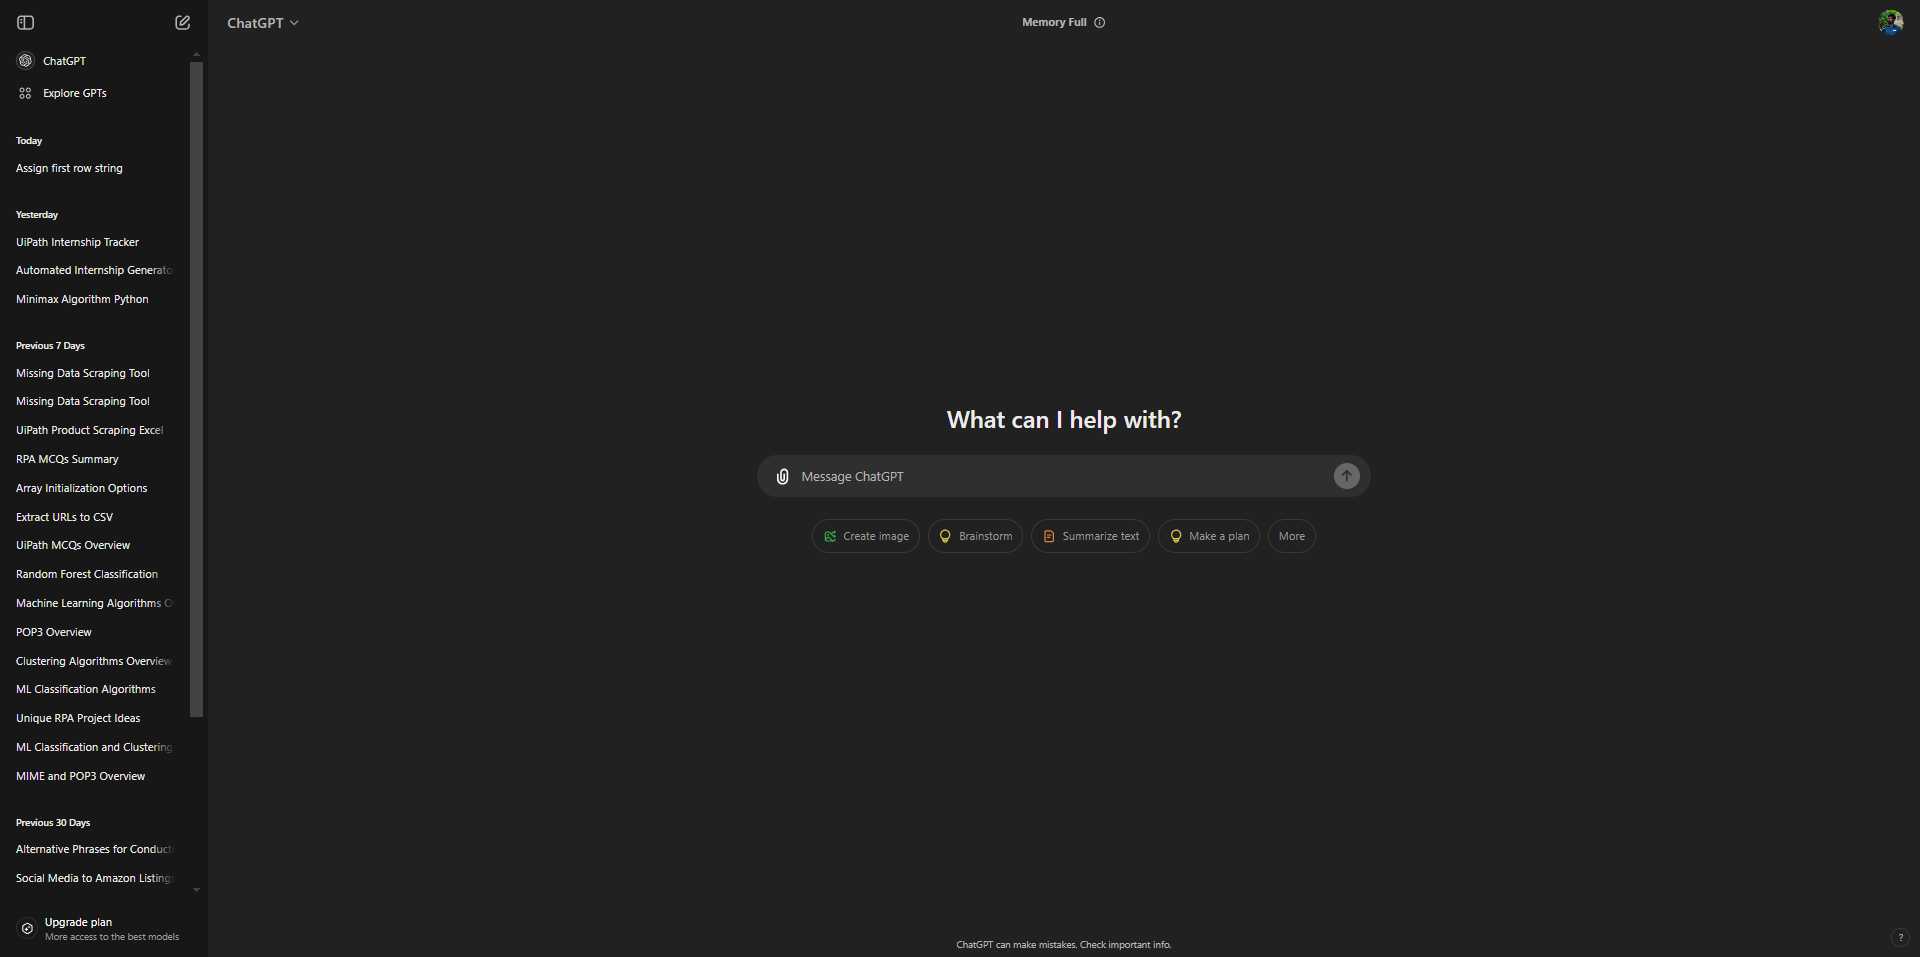 ChatGPT
Memory Full
ChatGPT
Explore GPTs
Today
Assign first row string
Yesterday
UiPath Internship Tracker
Automated Internship Generato
Minimax Algorithm Python
Previous 7 Days
Missing Data Scraping Tool
Missing Data Scraping Tool
UiPath Product Scraping Excel
RPA MCQs Summary
Array Initialization Options
Extract URLs to CSV
UiPath MCQs Overview
Random Forest Classification
Machine Learning Algorithms O
POP3 Overview
Clustering Algorithms Overview
ML Classification Algorithms
Unique RPA Project Ideas
ML Classification and Clustering
MIME and POP3 Overview
Previous 30 Days
Alternative Phrases for Conducti
Social Media to Amazon Listings
Upgrade plan
More access to the best models
What can I help with?
Message ChatGPT
Create image Brainstorm Summarize text Make a plan More
ChatGPT can make mistakes. Check important info.
?